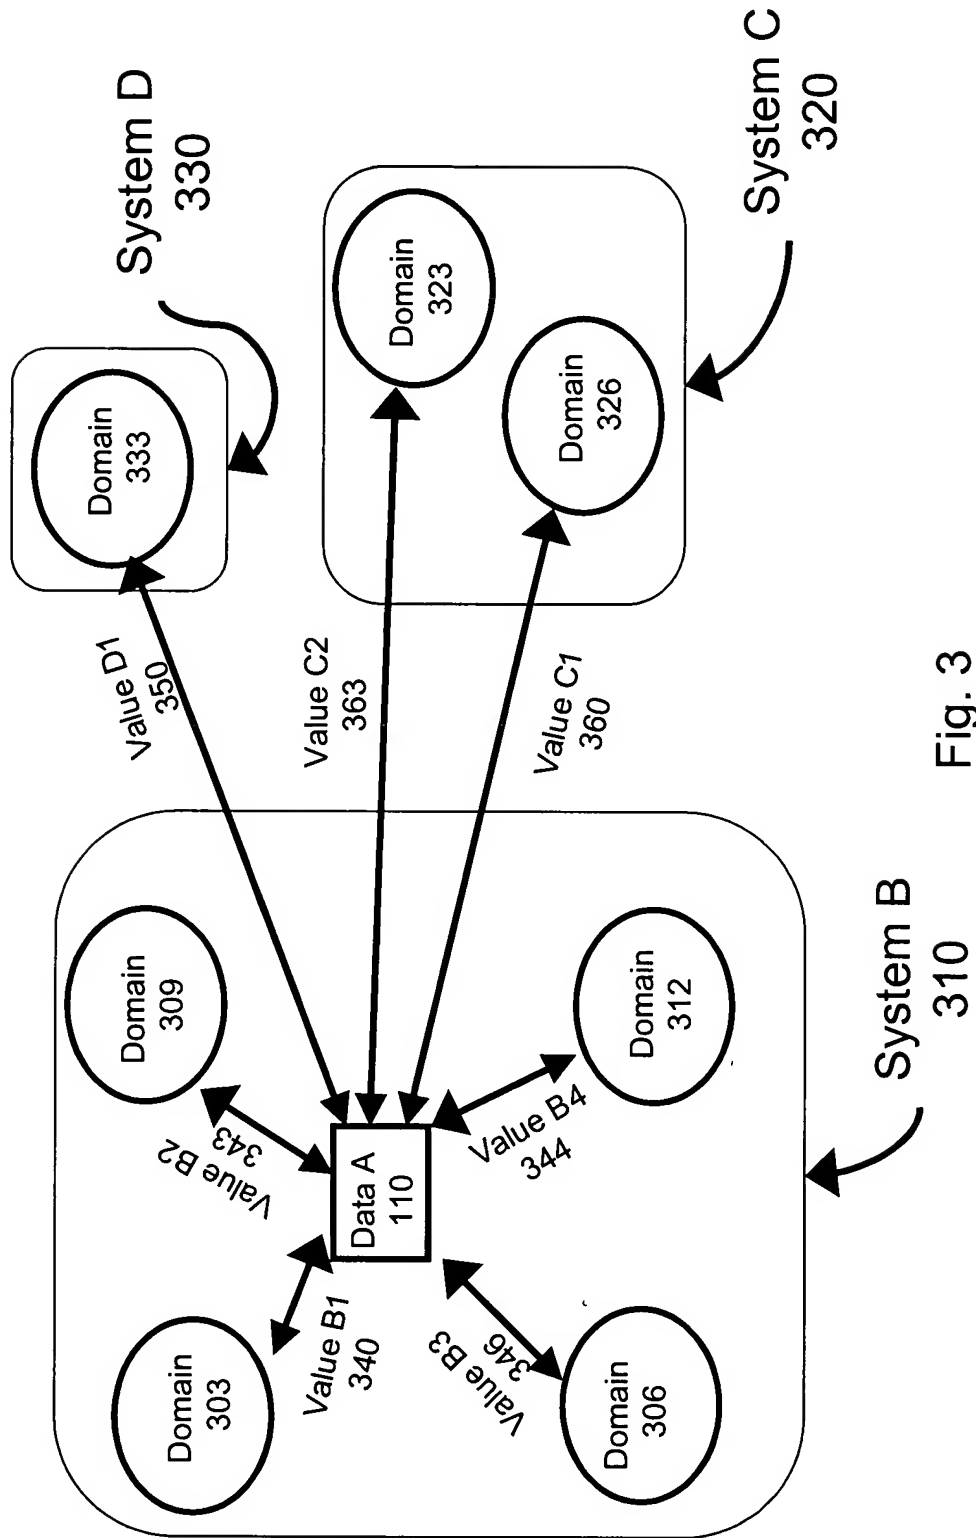 System D
330
Domain
333
Value D1
350
Domain
323
Domain
326
System C
320
Value C2
363
Value C1
360
Domain
303
Domain
309
Value B1
340
Value B2
343
Data A
110
Value B3
346
Value B4
344
Domain
306
Domain
312
System B
310
Fig. 3